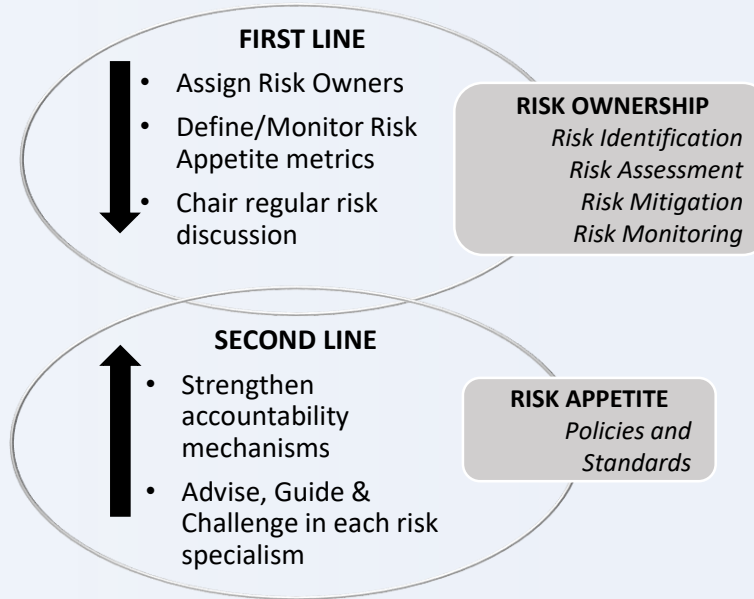 FIRST LINE
• Assign Risk Owners
• Define/Monitor Risk
Appetite metrics
• Chair regular risk
discussion
RISK OWNERSHIP
Risk Identification
Risk Assessment
Risk Mitigation
Risk Monitoring
SECOND LINE
• Strengthen
accountability
mechanisms
• Advise, Guide &
Challenge in each risk
specialism
RISK APPETITE
Policies and
Standards